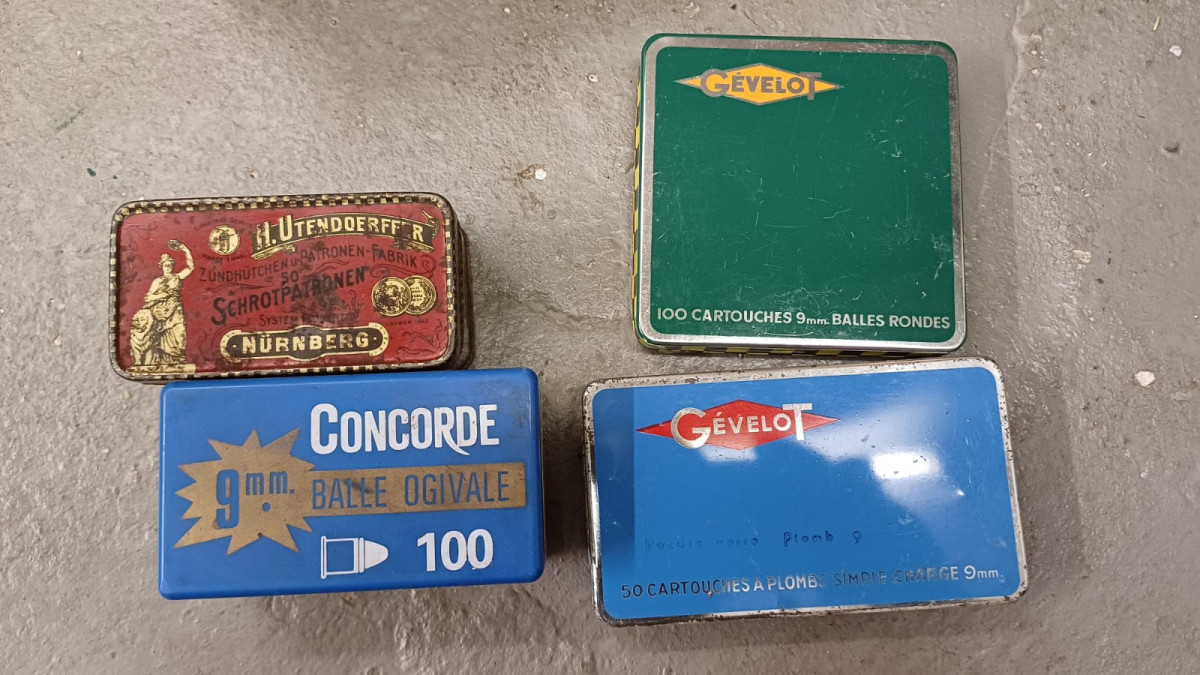 GÉVELOT
100 CARTOUCHES 9mm. BALLES RONDES
H. UTENDOERFFER
ZÜNDHÜTCHEN U. PATRONEN-FABRIK
50
SCHROTPATRONEN
SYSTEM
NÜRNBERG
CONCORDE
9mm.
BALLE OGIVALE
100
GÉVELOT
Plomb 9
50 CARTOUCHES A PLOMBS SIMPLE CHARGE 9mm.